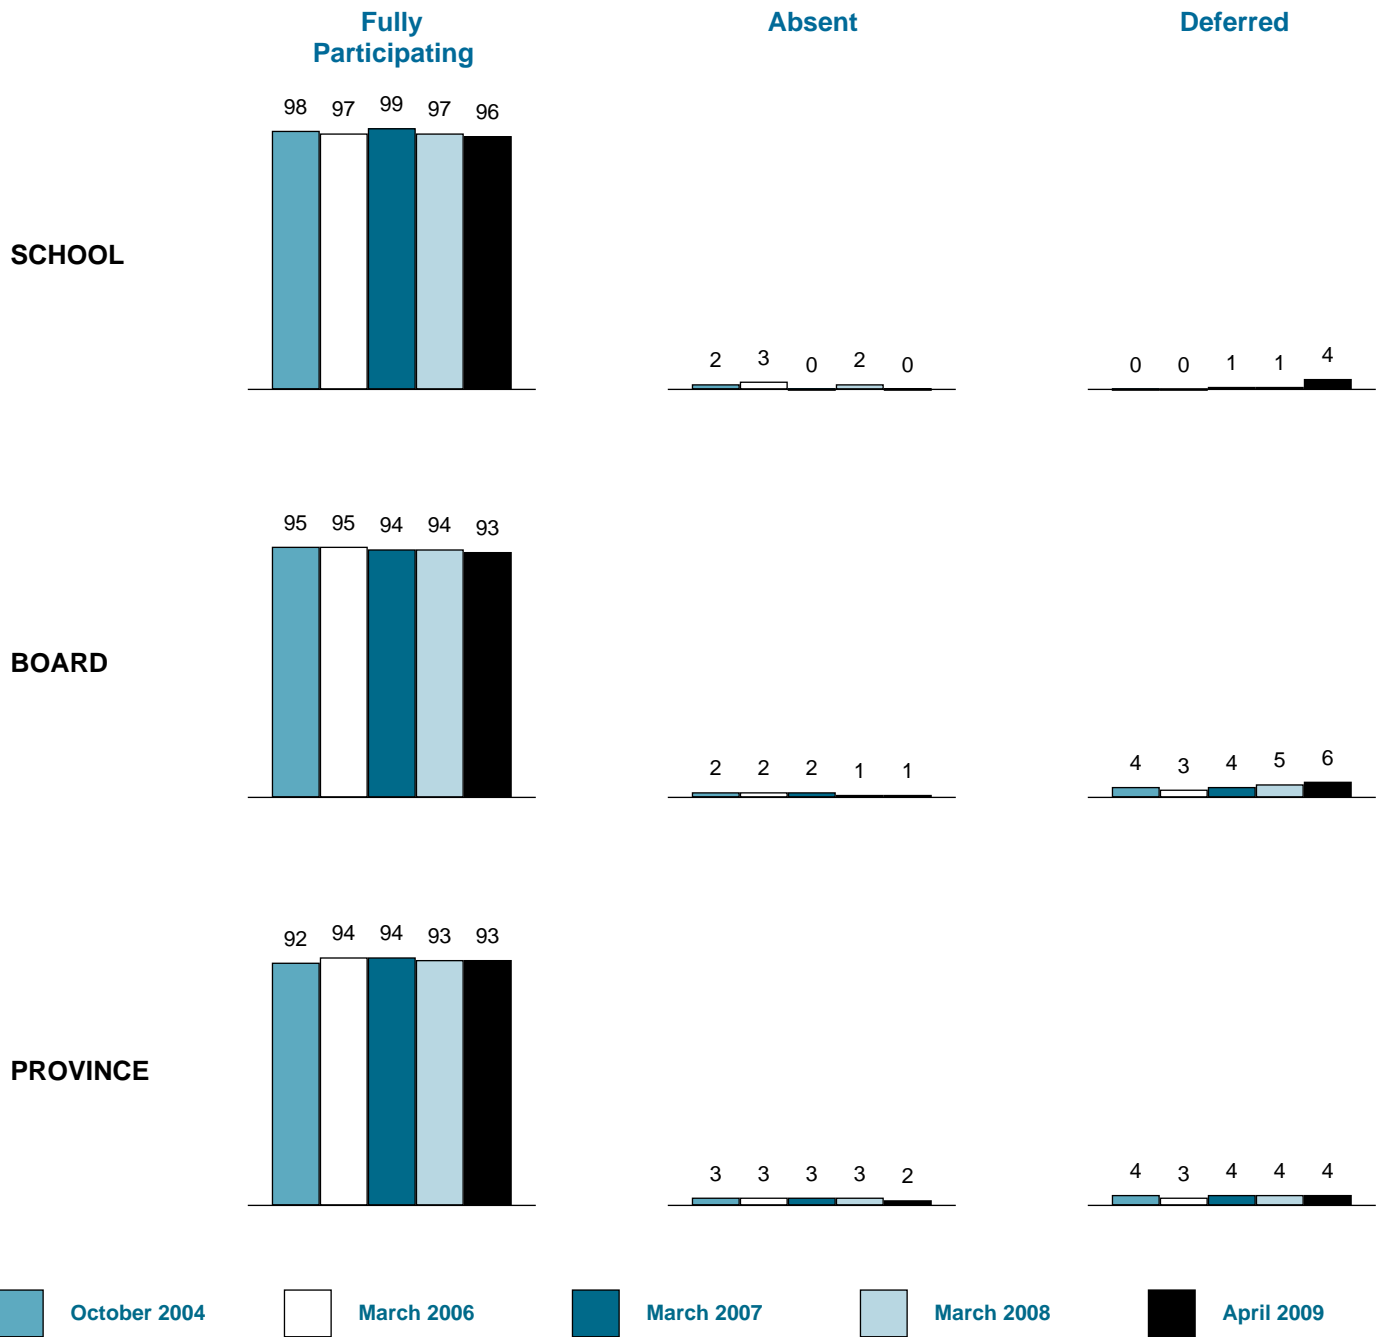 Fully
Participating
Absent
Deferred
98 97 99 97 96
SCHOOL
2 3 0 2 0
0 0 1 1 4
95 95 94 94 93
BOARD
2 2 2 1 1
4 3 4 5 6
92 94 94 93 93
PROVINCE
3 3 3 3 2
4 3 4 4 4
October 2004
March 2006
March 2007
March 2008
April 2009